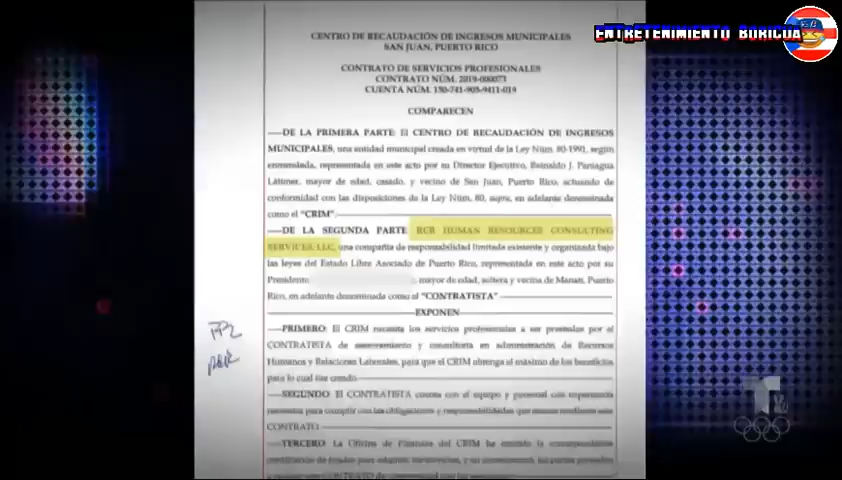 ENTRETENIMIENTO BORICUA
CENTRO DE RECAUDACIÓN DE INGRESOS MUNICIPALES
SAN JUAN, PUERTO RICO
CONTRATO DE SERVICIOS PROFESIONALES
CONTRATO NÚM. 2019-000073
CUENTA NÚM. 130-741-903-9411-019
COMPARECEN
DE LA PRIMERA PARTE: El CENTRO DE RECAUDACIÓN DE INGRESOS
MUNICIPALES, una entidad municipal creada en virtud de la Ley Núm. 80-1991, según
enmendada, representada en este acto por su Director Ejecutivo, Reinaldo J. Paniagua
Látimer, mayor de edad, casado, y vecino de San Juan, Puerto Rico, actuando de
conformidad con las disposiciones de la Ley Núm. 80, supra, en adelante denominada
como el "CRIM".
DE LA SEGUNDA PARTE: RCB HUMAN RESOURCES CONSULTING
SERVICES, LLC, una compañía de responsabilidad limitada existente y organizada bajo
las leyes del Estado Libre Asociado de Puerto Rico, representada en este acto por su
Presidente , mayor de edad, soltera y vecina de Manatí, Puerto
Rico, en adelante denominada como el "CONTRATISTA"
EXPONEN
PRIMERO: El CRIM necesita los servicios profesionales a ser prestados por el
CONTRATISTA de asesoramiento y consultoría en administración de Recursos
Humanos y Relaciones Laborales, para que el CRIM obtenga el máximo de los beneficios
para lo cual fue creado
SEGUNDO: El CONTRATISTA cuenta con el equipo y personal con experiencia
necesaria para cumplir con las obligaciones y responsabilidades que
CONTRATO
TERCERO: La Oficina de Finanzas del CRIM ha emitido la correspondiente